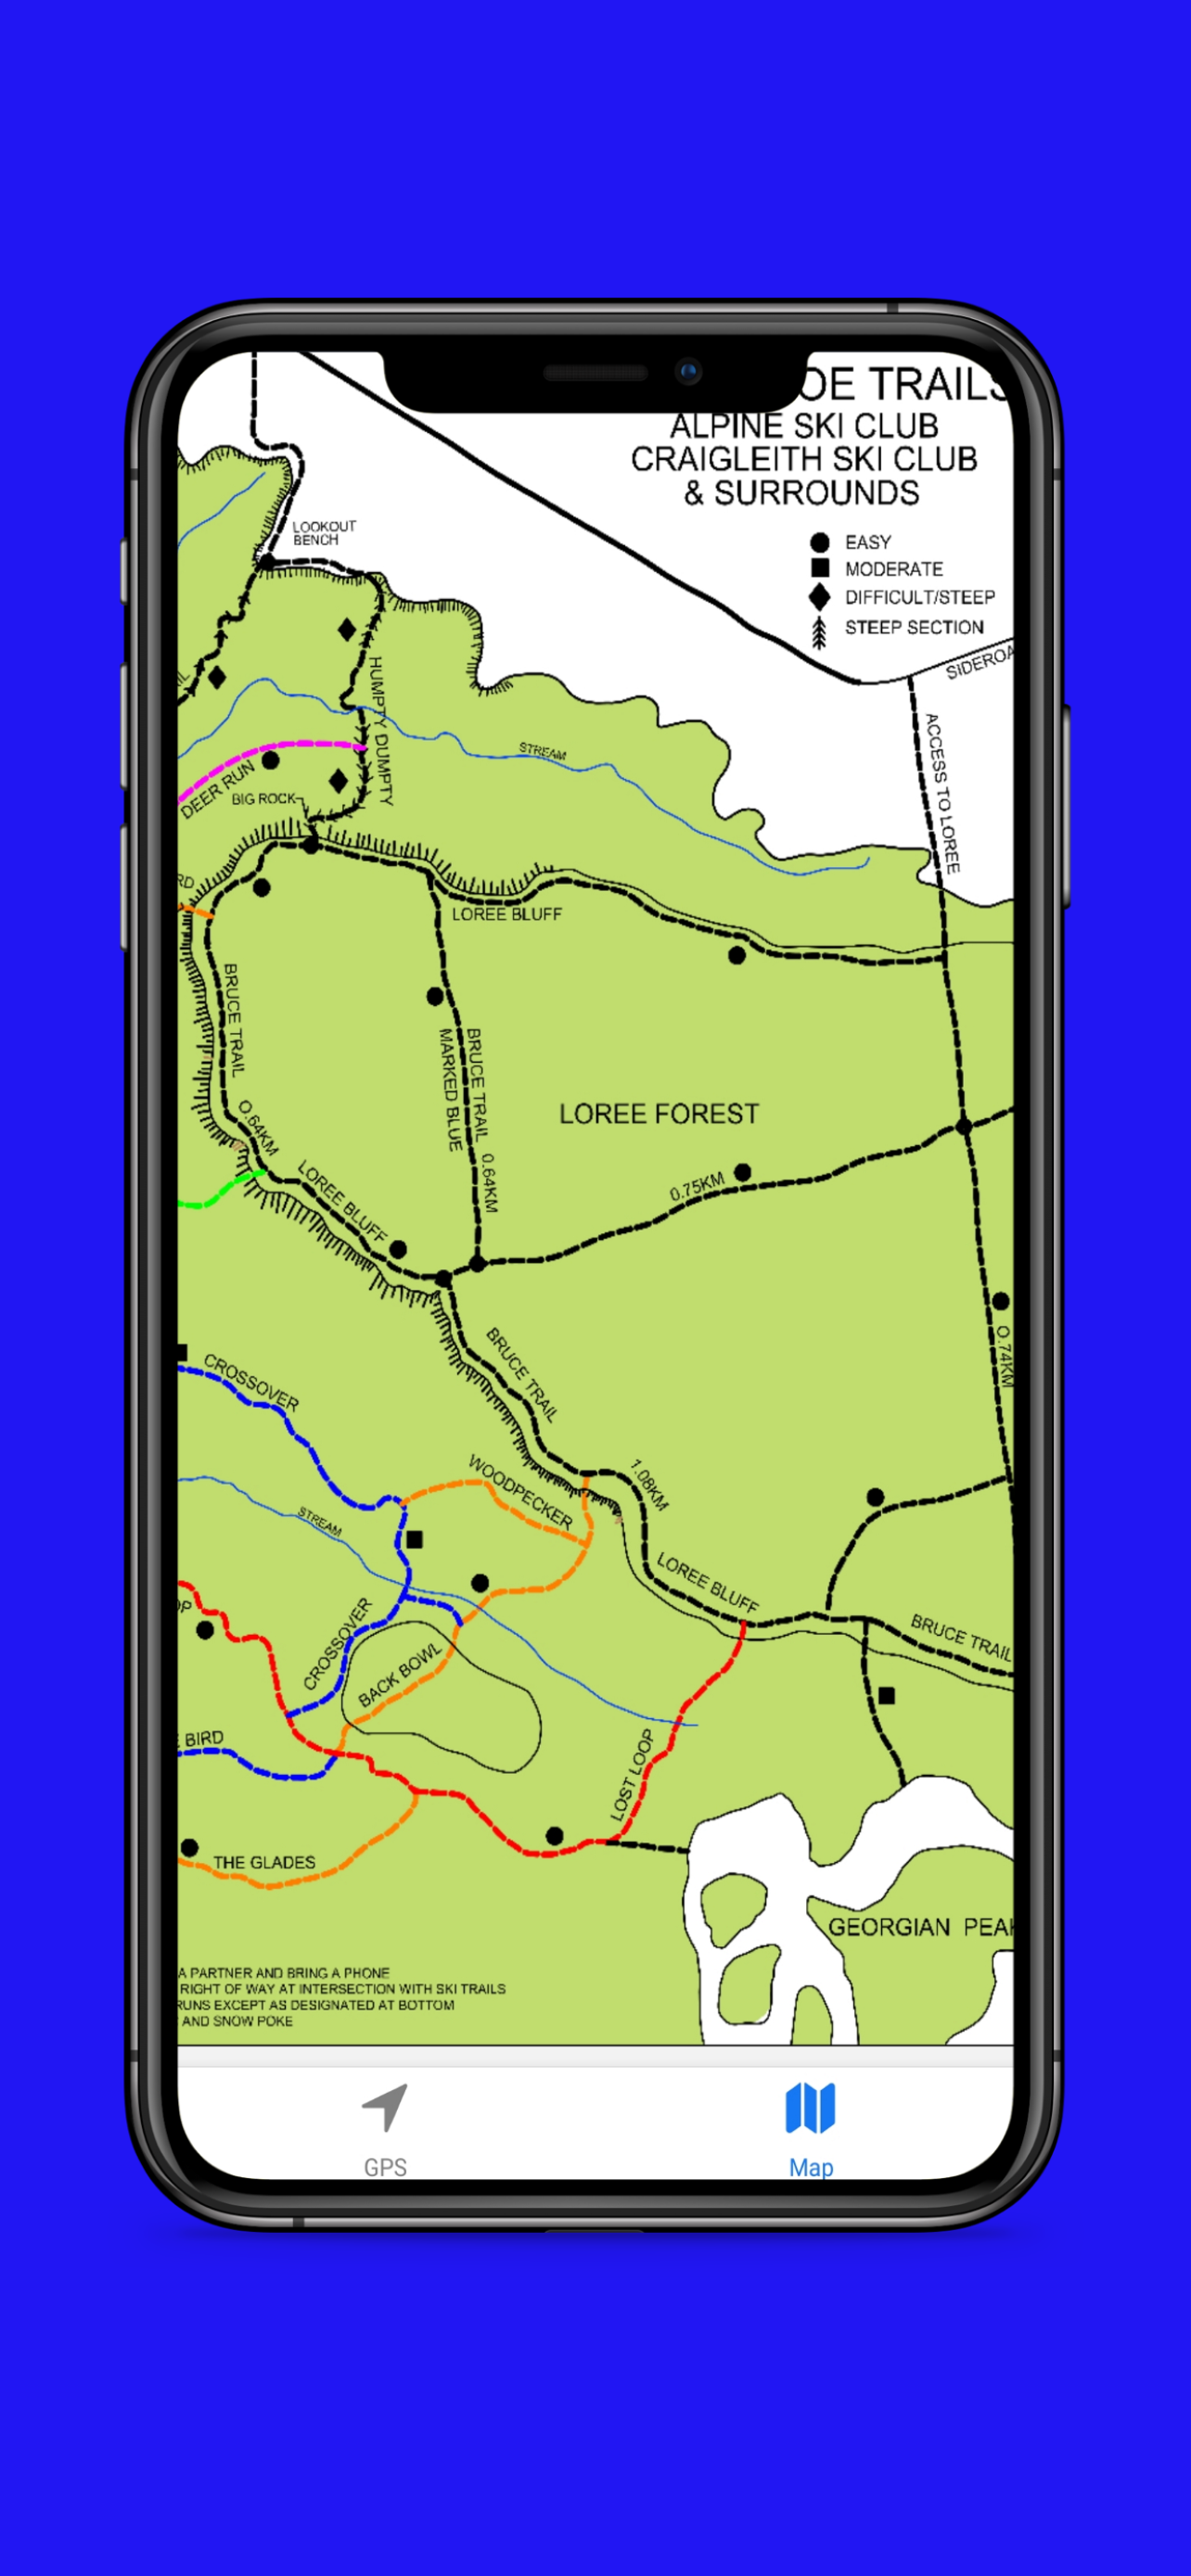 OE TRAILS
ALPINE SKI CLUB
CRAIGLEITH SKI CLUB
& SURROUNDS
EASY
MODERATE
DIFFICULT/STEEP
STEEP SECTION
LOOKOUT
BENCH
SIDEROA
HUMPTY DUMPTY
STREAM
ACCESS TO LOREE
DEER RUN
BIG ROCK
RD
LOREE BLUFF
BRUCE TRAIL
0.64KM
BRUCE TRAIL 0.64KM
MARKED BLUE
LOREE FOREST
0.75KM
LOREE BLUFF
0.74KM
BRUCE TRAIL
CROSSOVER
WOODPECKER
1.08KM
STREAM
LOREE BLUFF
OP
CROSSOVER
BACK BOWL
BRUCE TRAIL
E BIRD
LOST LOOP
THE GLADES
GEORGIAN PEAK
A PARTNER AND BRING A PHONE
RIGHT OF WAY AT INTERSECTION WITH SKI TRAILS
RUNS EXCEPT AS DESIGNATED AT BOTTOM
AND SNOW POKE
GPS
Map